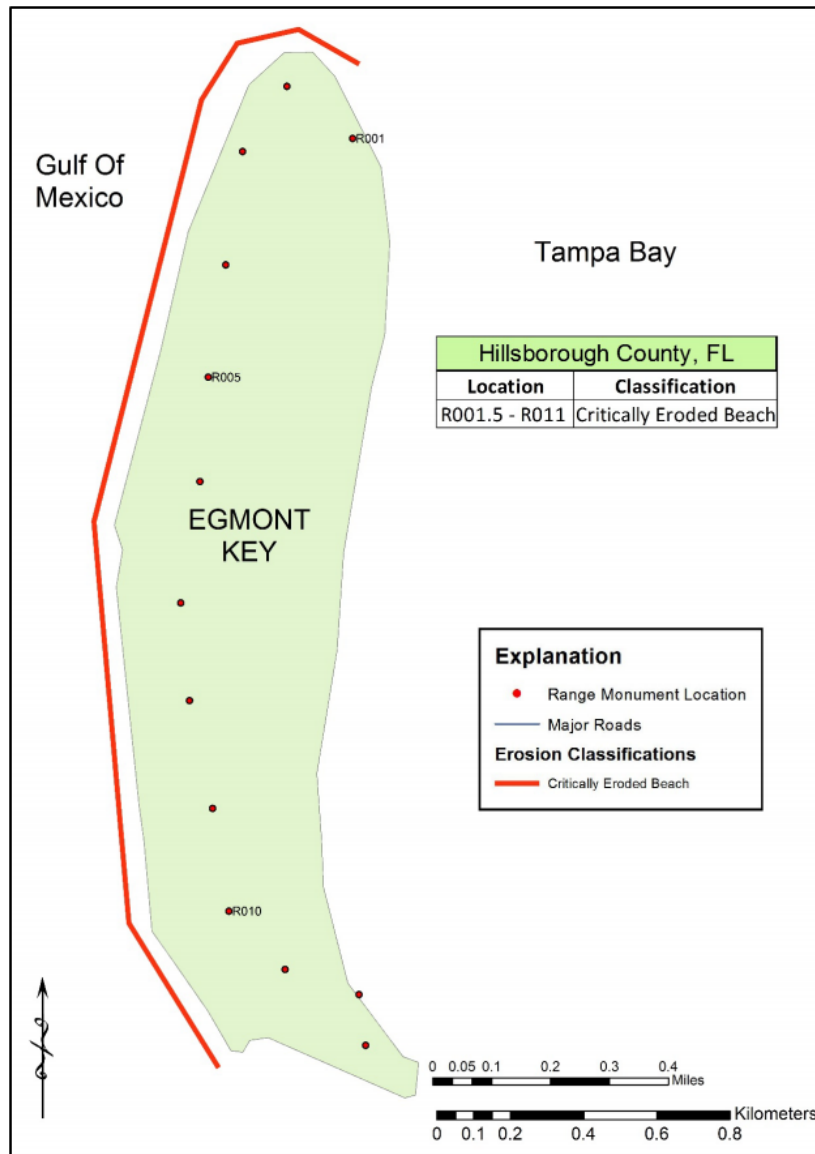 Gulf Of
Mexico
R001
Tampa Bay
R005
Hillsborough County, FL
Location Classification
R001.5 - R011 Critically Eroded Beach
EGMONT
KEY
Explanation
Range Monument Location
Major Roads
Erosion Classifications
Critically Eroded Beach
R010
0 0.05 0.1 0.2 0.3 0.4
Miles
Kilometers
0 0.1 0.2 0.4 0.6 0.8